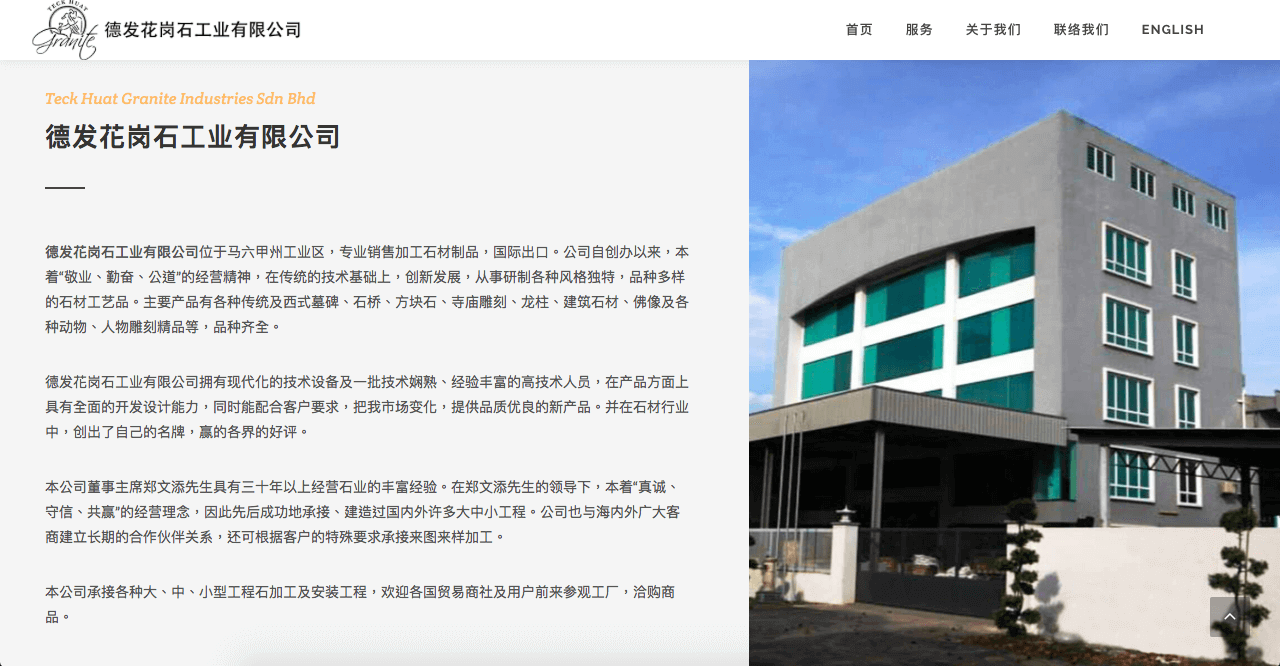 TECK HUAT
Granite
德发花岗石工业有限公司
首页
服务
关于我们
联络我们
ENGLISH
Teck Huat Granite Industries Sdn Bhd
德发花岗石工业有限公司
德发花岗石工业有限公司位于马六甲州工业区，专业销售加工石材制品，国际出口。公司自创办以来，本
着“敬业、勤奋、公道”的经营精神，在传统的技术基础上，创新发展，从事研制各种风格独特，品种多样
的石材工艺品。主要产品有各种传统及西式墓碑、石桥、方块石、寺庙雕刻、龙柱、建筑石材、佛像及各
种动物、人物雕刻精品等，品种齐全。
德发花岗石工业有限公司拥有现代化的技术设备及一批技术娴熟、经验丰富的高技术人员，在产品方面上
具有全面的开发设计能力，同时能配合客户要求，把我市场变化，提供品质优良的新产品。并在石材行业
中，创出了自己的名牌，赢的各界的好评。
本公司董事主席郑文添先生具有三十年以上经营石业的丰富经验。在郑文添先生的领导下，本着“真诚、
守信、共赢”的经营理念，因此先后成功地承接、建造过国内外许多大中小工程。公司也与海内外广大客
商建立长期的合作伙伴关系，还可根据客户的特殊要求承接来图来样加工。
本公司承接各种大、中、小型工程石加工及安装工程，欢迎各国贸易商社及用户前来参观工厂，洽购商
品。